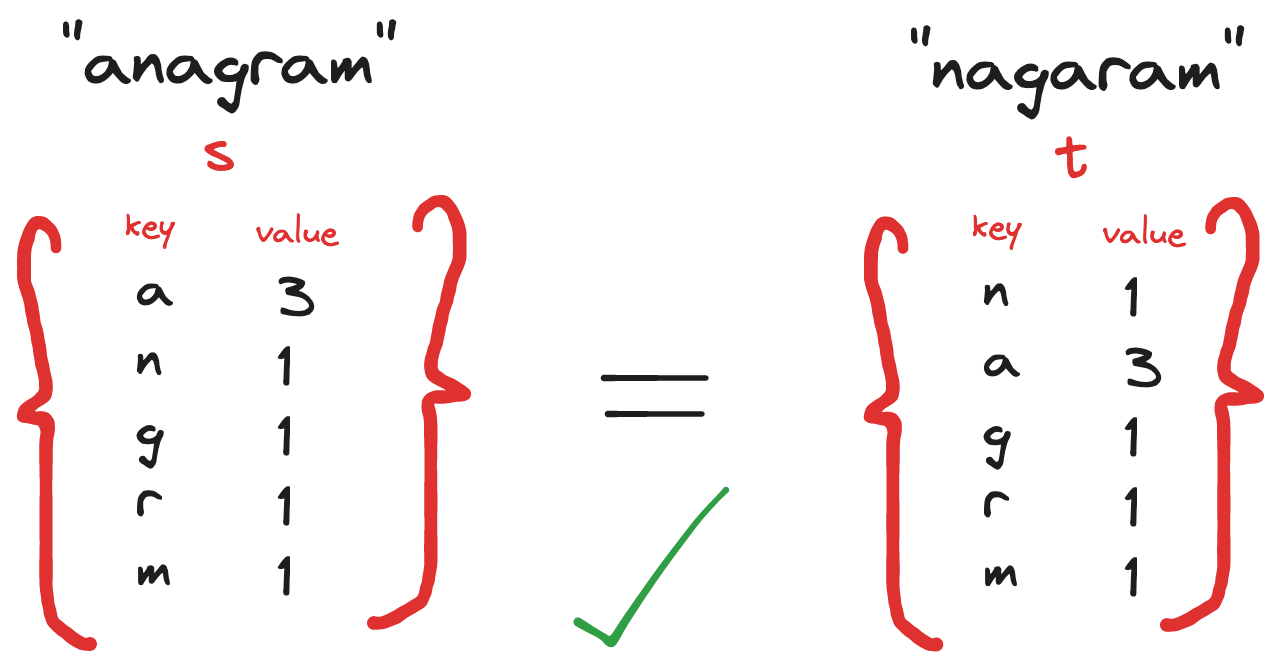 "anagram"
s
key value
a 3
n 1
g 1
r 1
m 1
=
"nagaram"
t
key value
n 1
a 3
g 1
r 1
m 1